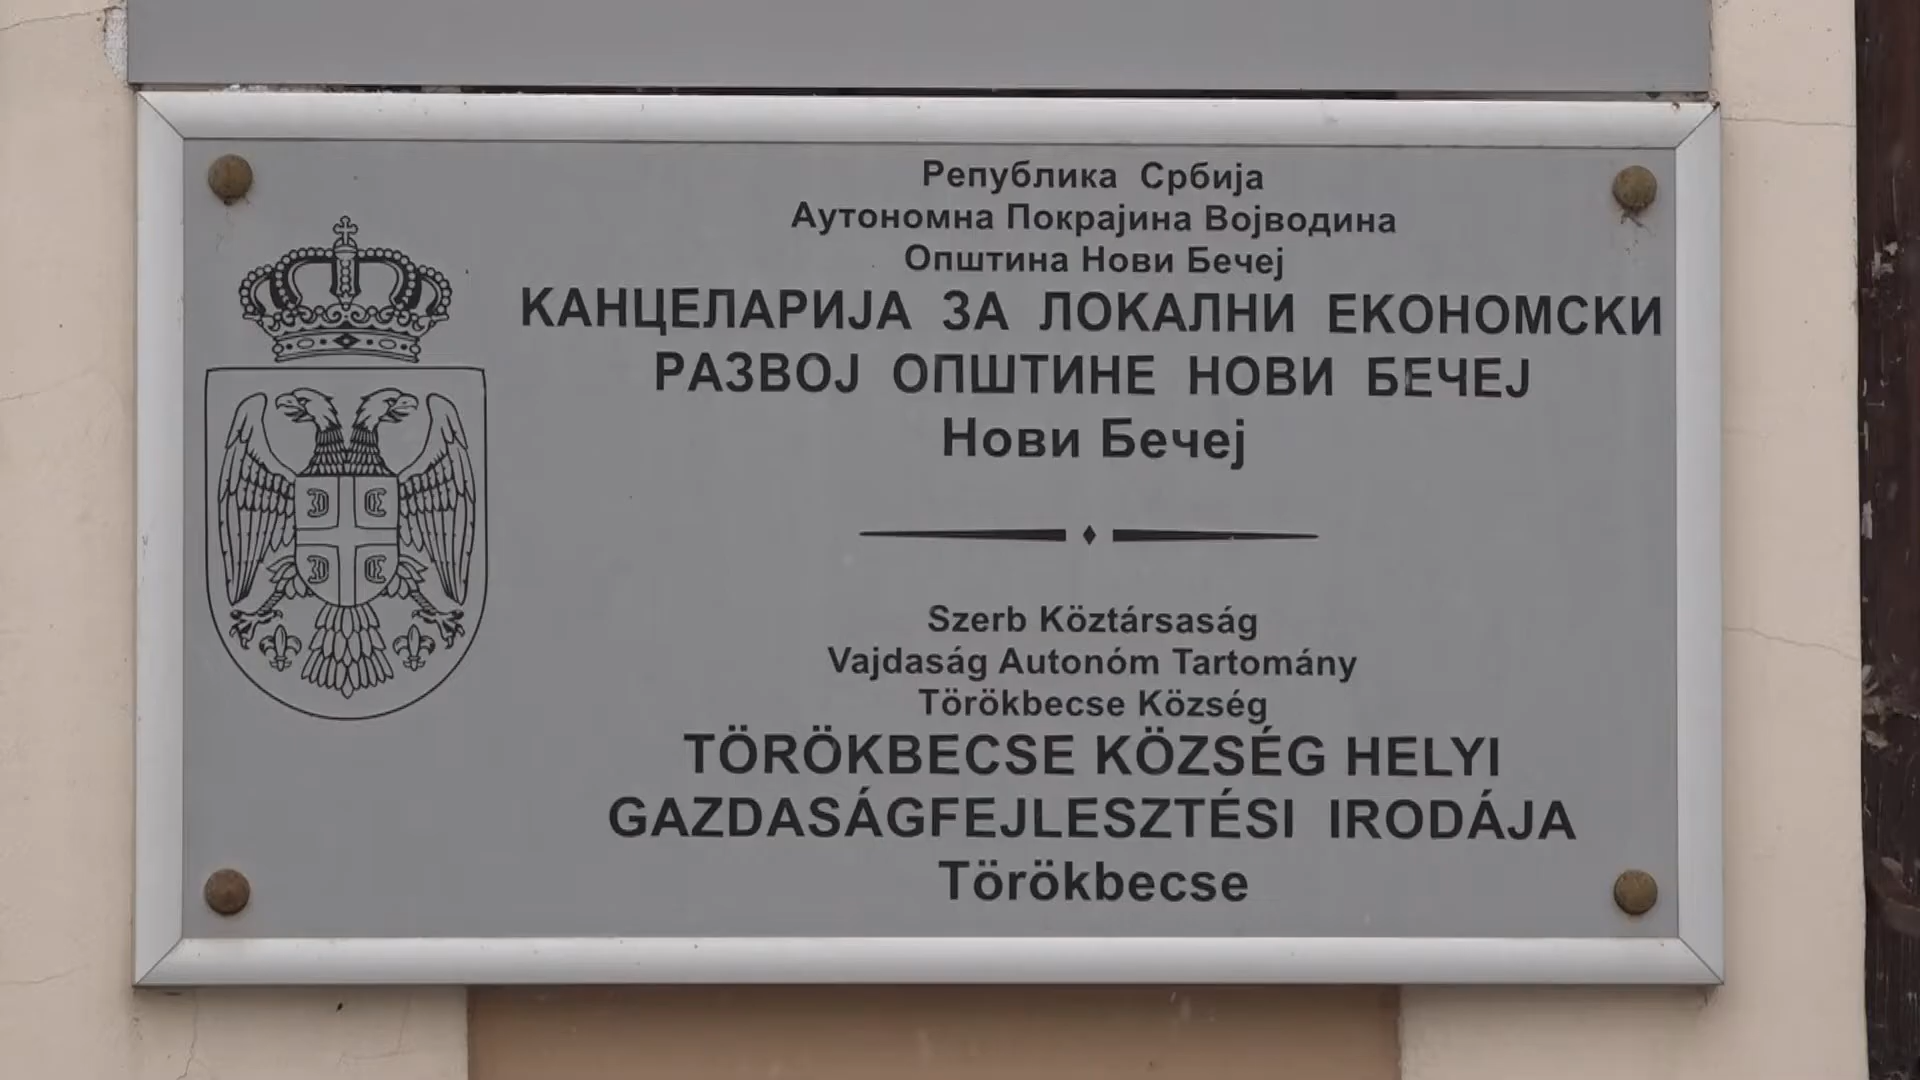 Република Србија
Аутономна Покрајина Војводина
Општина Нови Бечеј
КАНЦЕЛАРИЈА ЗА ЛОКАЛНИ ЕКОНОМСКИ
РАЗВОЈ ОПШТИНЕ НОВИ БЕЧЕЈ
Нови Бечеј
Szerb Köztársaság
Vajdaság Autonóm Tartomány
Törökbecse Község
TÖRÖKBECSE KÖZSÉG HELYI
GAZDASÁGFEJLESZTÉSI IRODÁJA
Törökbecse